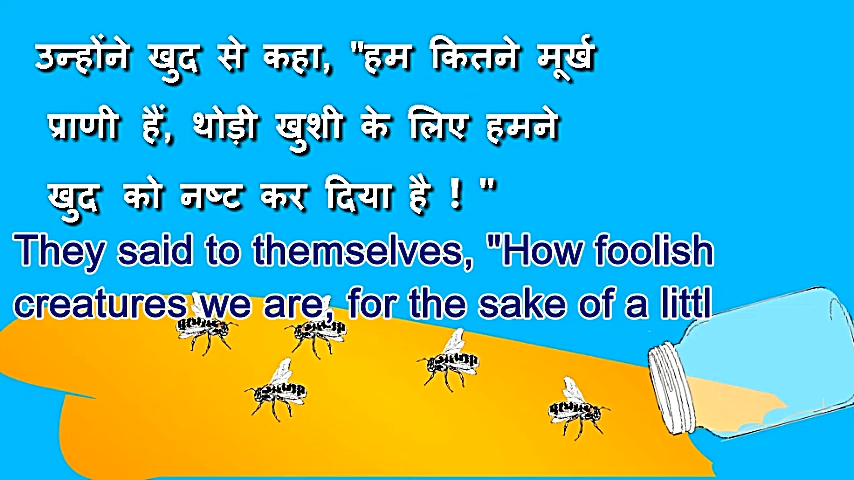 उन्होंने खुद से कहा, "हम कितने मूर्ख
प्राणी हैं, थोड़ी खुशी के लिए हमने
खुद को नष्ट कर दिया है ! "
They said to themselves, "How foolish
creatures we are, for the sake of a littl